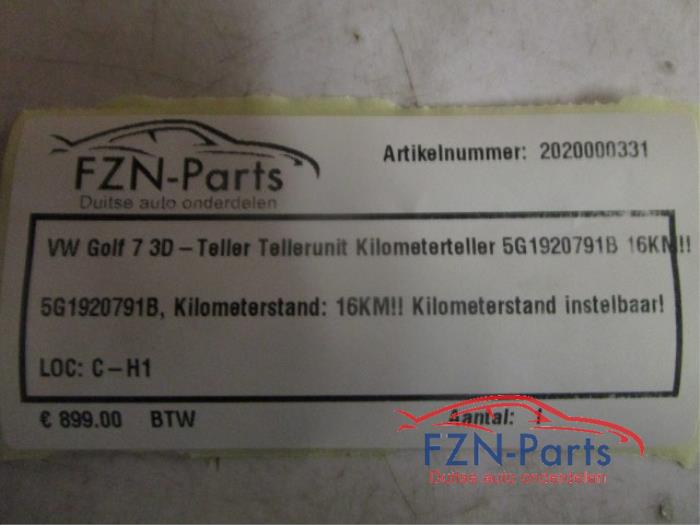 FZN-Parts
Duitse auto onderdelen
Artikelnummer: 2020000331
VW Golf 7 3D - Teller Tellerunit Kilometerteller 5G1920791B 16KM!!
5G1920791B, Kilometerstand: 16KM!! Kilometerstand instelbaar!
LOC: C-H1
€ 899.00 BTW
Aantal: 1
FZN-Parts
Duitse auto onderdelen